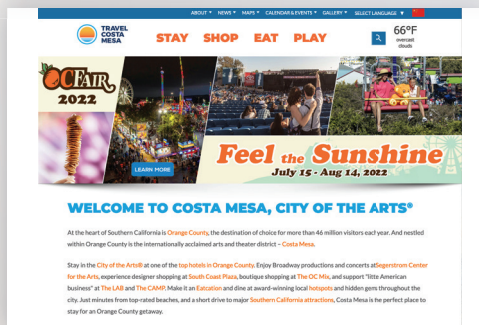 ABOUT NEWS MAPS CALENDAR & EVENTS GALLERY SELECT LANGUAGE
TRAVEL
COSTA
MESA
STAY SHOP EAT PLAY
66°F
overcast
clouds
OC FAIR
2022
LEARN MORE
Feel the Sunshine
July 15 - Aug 14, 2022
WELCOME TO COSTA MESA, CITY OF THE ARTS®
At the heart of Southern California is Orange County, the destination of choice for more than 46 million visitors each year. And nestled
within Orange County is the internationally acclaimed arts and theater district – Costa Mesa.
Stay in the City of the Arts® at one of the top hotels in Orange County. Enjoy Broadway productions and concerts atSegerstrom Center
for the Arts, experience designer shopping at South Coast Plaza, boutique shopping at The OC Mix, and support "litte American
business" at The LAB and The CAMP. Make it an Eatcation and dine at award-winning local hotspots and hidden gems throughout the
city. Just minutes from top-rated beaches, and a short drive to major Southern California attractions, Costa Mesa is the perfect place to
stay for an Orange County getaway.